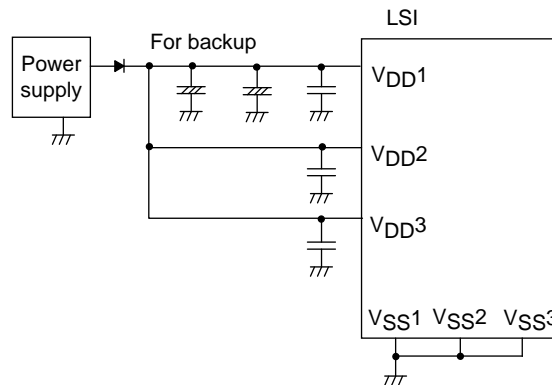 LSI
For backup
Power
supply
VDD1
VDD2
VDD3
VSS1 VSS2 VSS3